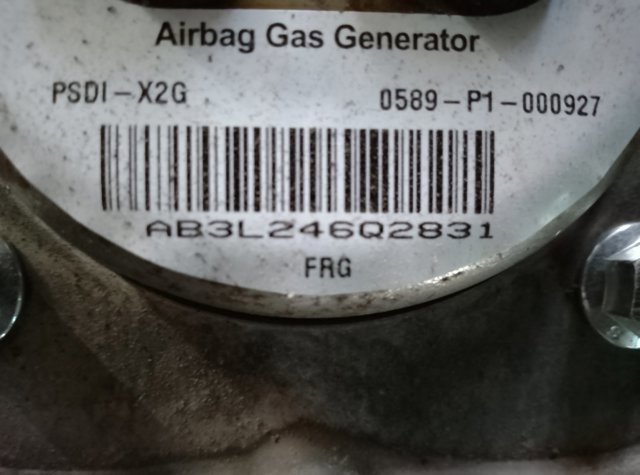 Airbag Gas Generator
PSDI-X2G 0589-P1-000927
AB3L246Q2831
FRG